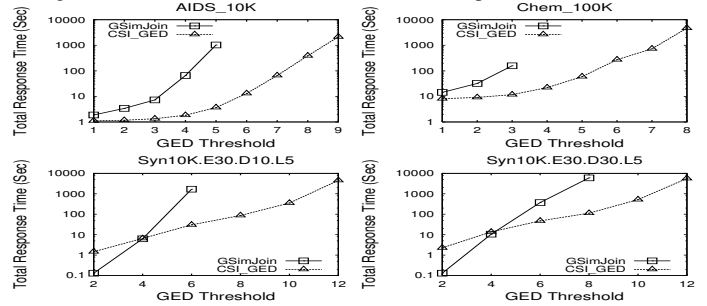 AIDS_10K
Total Response Time (Sec)
10000
1000
100
10
1
GSimJoin
CSI_GED
1 2 3 4 5 6 7 8 9
GED Threshold
Chem_100K
Total Response Time (Sec)
10000
1000
100
10
1
GSimJoin
CSI_GED
1 2 3 4 5 6 7 8
GED Threshold
Syn10K.E30.D10.L5
Total Response Time (Sec)
10000
1000
100
10
1
0.1
GSimJoin
CSI_GED
2 4 6 8 10 12
GED Threshold
Syn10K.E30.D30.L5
Total Response Time (Sec)
10000
1000
100
10
1
0.1
GSimJoin
CSI_GED
2 4 6 8 10 12
GED Threshold